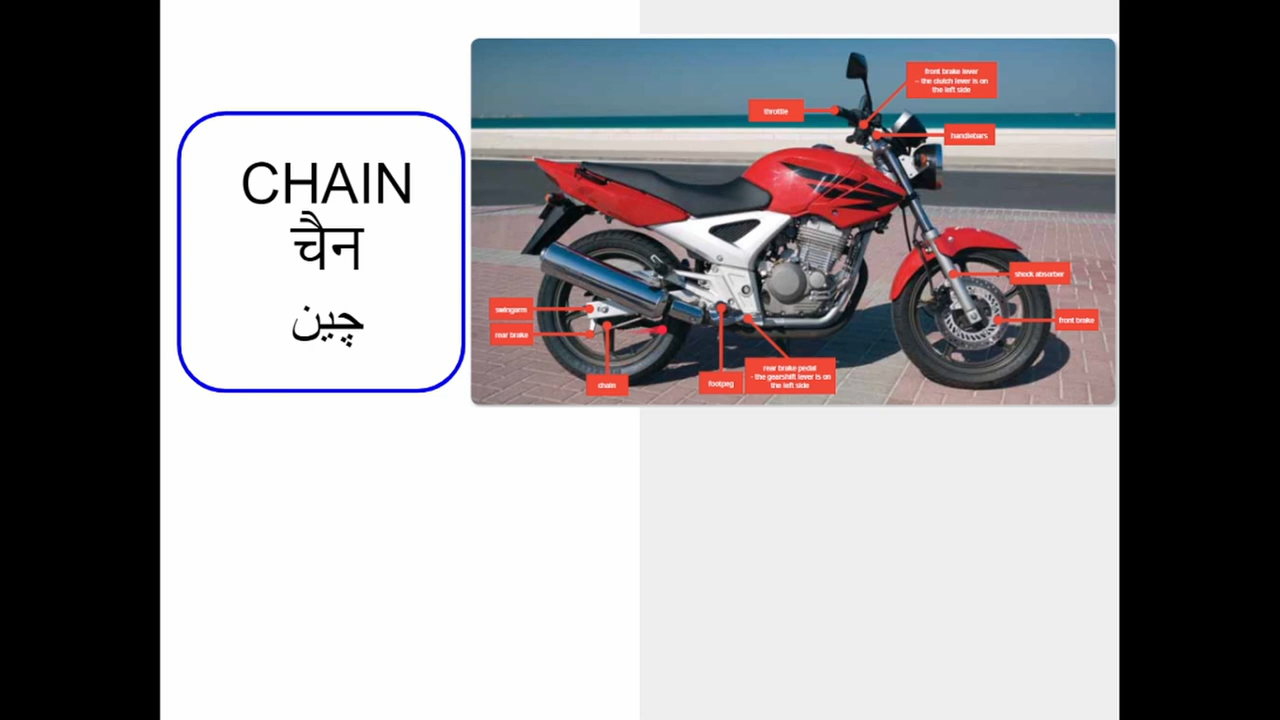 CHAIN
चैन
چین
throttle
front brake lever
– the clutch lever is on
the left side
handlebars
shock absorber
front brake
swingarm
rear brake
chain
footpeg
rear brake pedal
- the gearshift lever is on
the left side